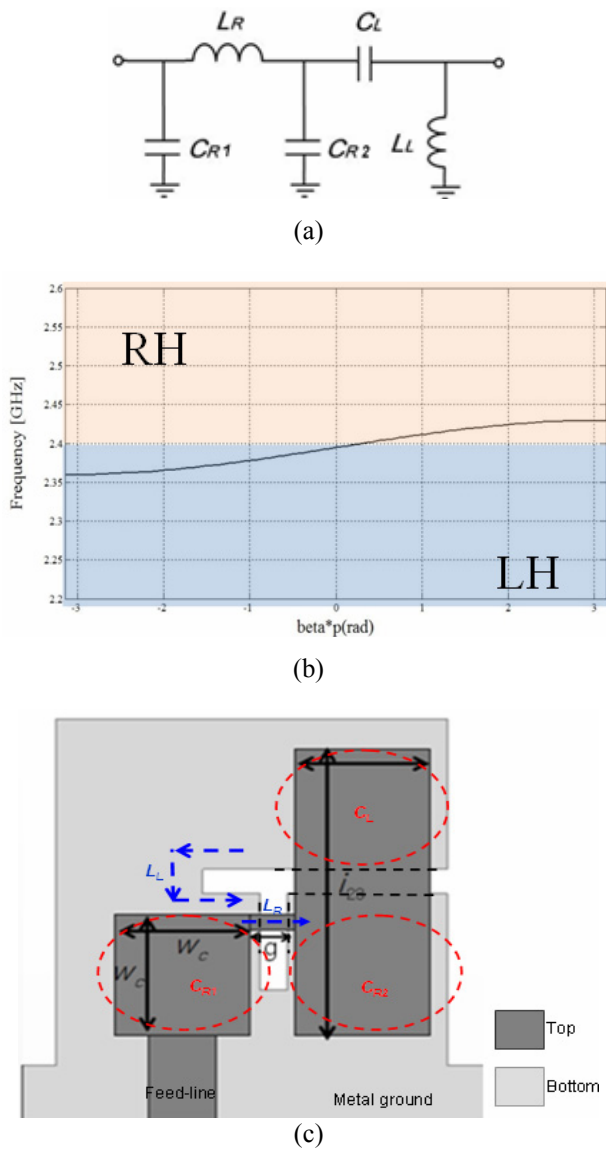 LR
CL
CR1
CR2
LL
(a)
2.6
2.55
2.5
2.45
2.4
2.35
2.3
2.25
2.2
Frequency [GHz]
RH
LH
-3 -2 -1 0 1 2 3
beta*p(rad)
(b)
CL
LL
LR
Wc
g
Wc
CR1
CR2
Feed-line
Metal ground
Top
Bottom
(c)